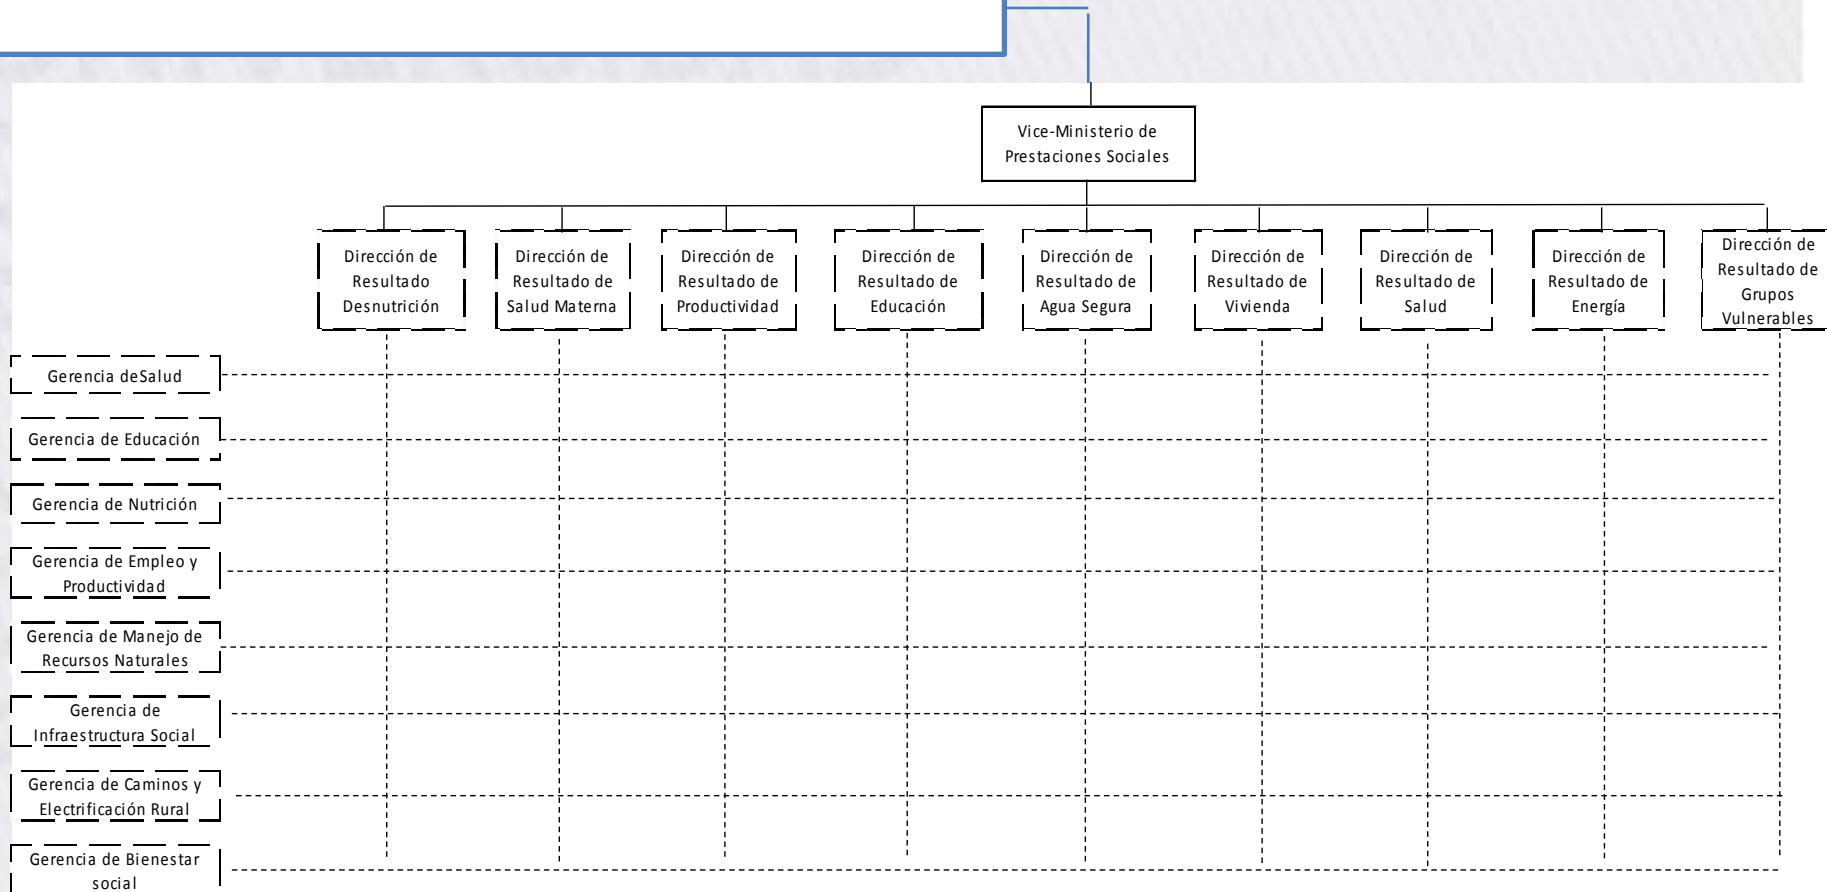 Vice-Ministerio de
Prestaciones Sociales
Dirección de
Resultado
Desnutrición
Dirección de
Resultado de
Salud Materna
Dirección de
Resultado de
Productividad
Dirección de
Resultado de
Educación
Dirección de
Resultado de
Agua Segura
Dirección de
Resultado de
Vivienda
Dirección de
Resultado de
Salud
Dirección de
Resultado de
Energía
Dirección de
Resultado de
Grupos
Vulnerables
Gerencia deSalud
Gerencia de Educación
Gerencia de Nutrición
Gerencia de Empleo y
Productividad
Gerencia de Manejo de
Recursos Naturales
Gerencia de
Infraestructura Social
Gerencia de Caminos y
Electrificación Rural
Gerencia de Bienestar
social